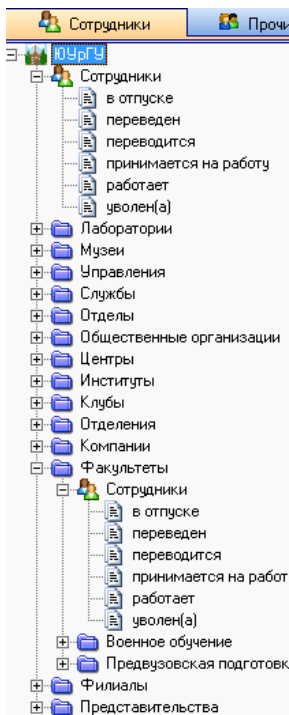 Сотрудники
Прочи
ЮУрГУ
Сотрудники
в отпуске
переведен
переводится
принимается на работу
работает
уволен(а)
Лаборатории
Музеи
Управления
Службы
Отделы
Общественные организации
Центры
Институты
Клубы
Отделения
Компании
Факультеты
Сотрудники
в отпуске
переведен
переводится
принимается на работ
работает
уволен(а)
Военное обучение
Предвузовская подготовк
Филиалы
Представительства